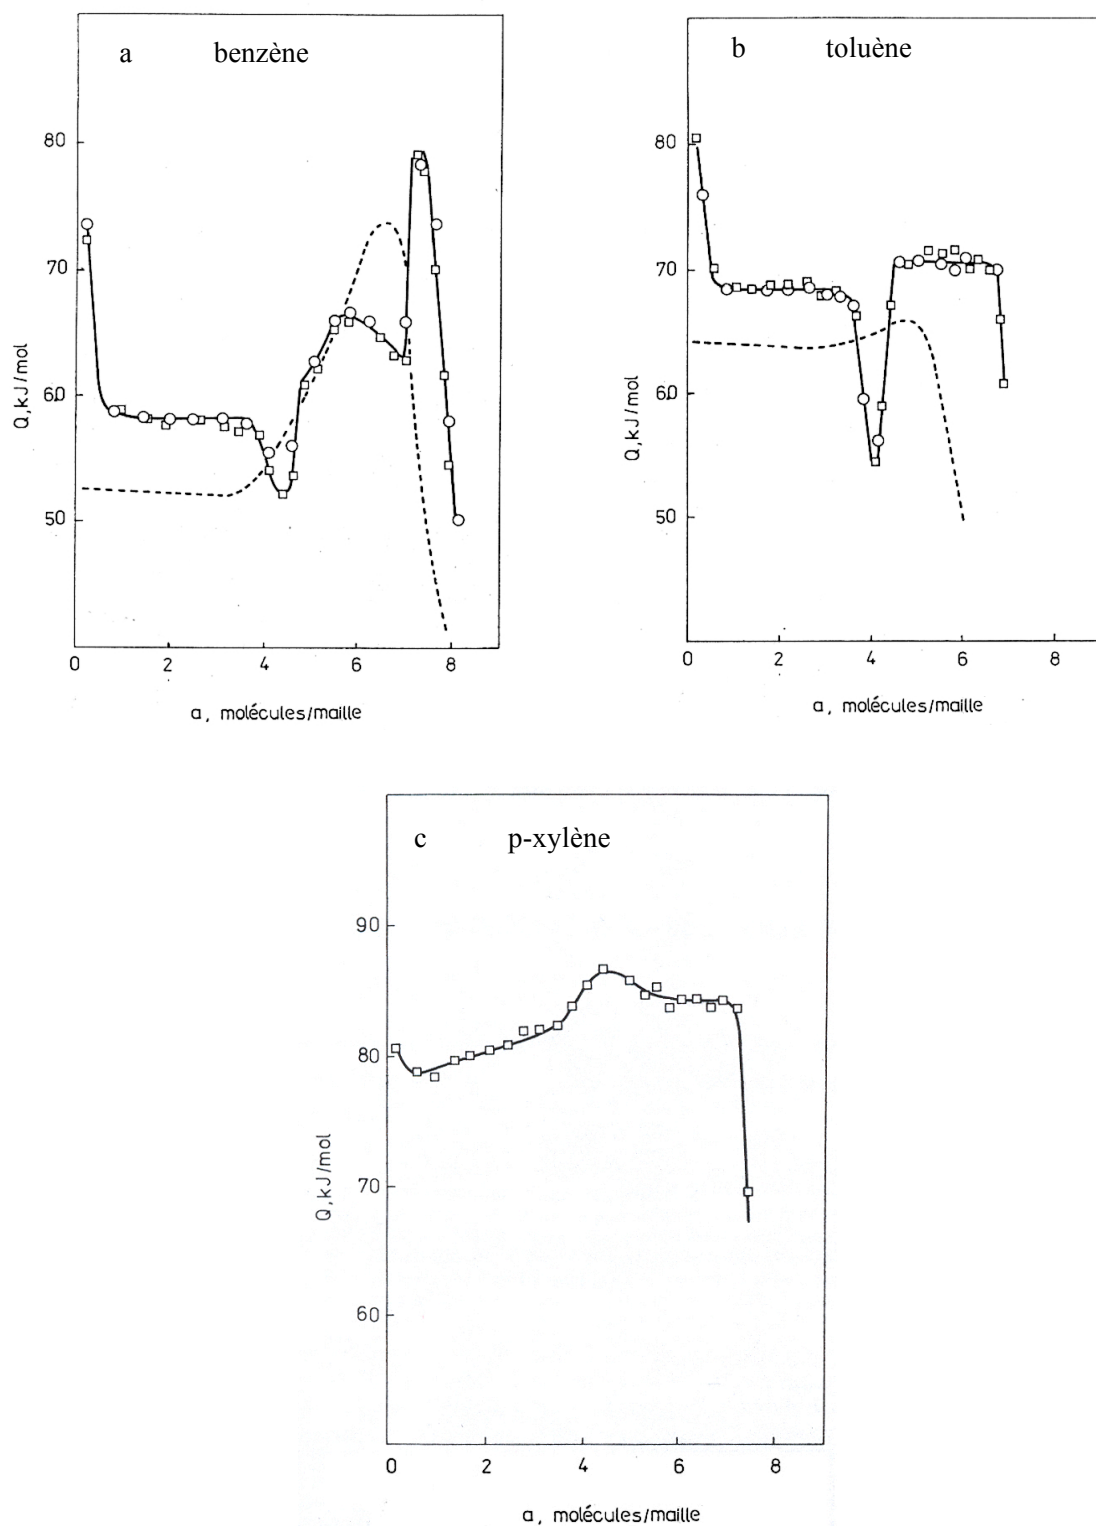 a benzène
80
70
60
50
Q, kJ/mol
0 2 4 6 8
a, molécules/maille
b toluène
80
70
60
50
Q, kJ/mol
0 2 4 6 8
a, molécules/maille
c p-xylène
90
80
70
60
Q, kJ/mol
0 2 4 6 8
a, molécules/maille